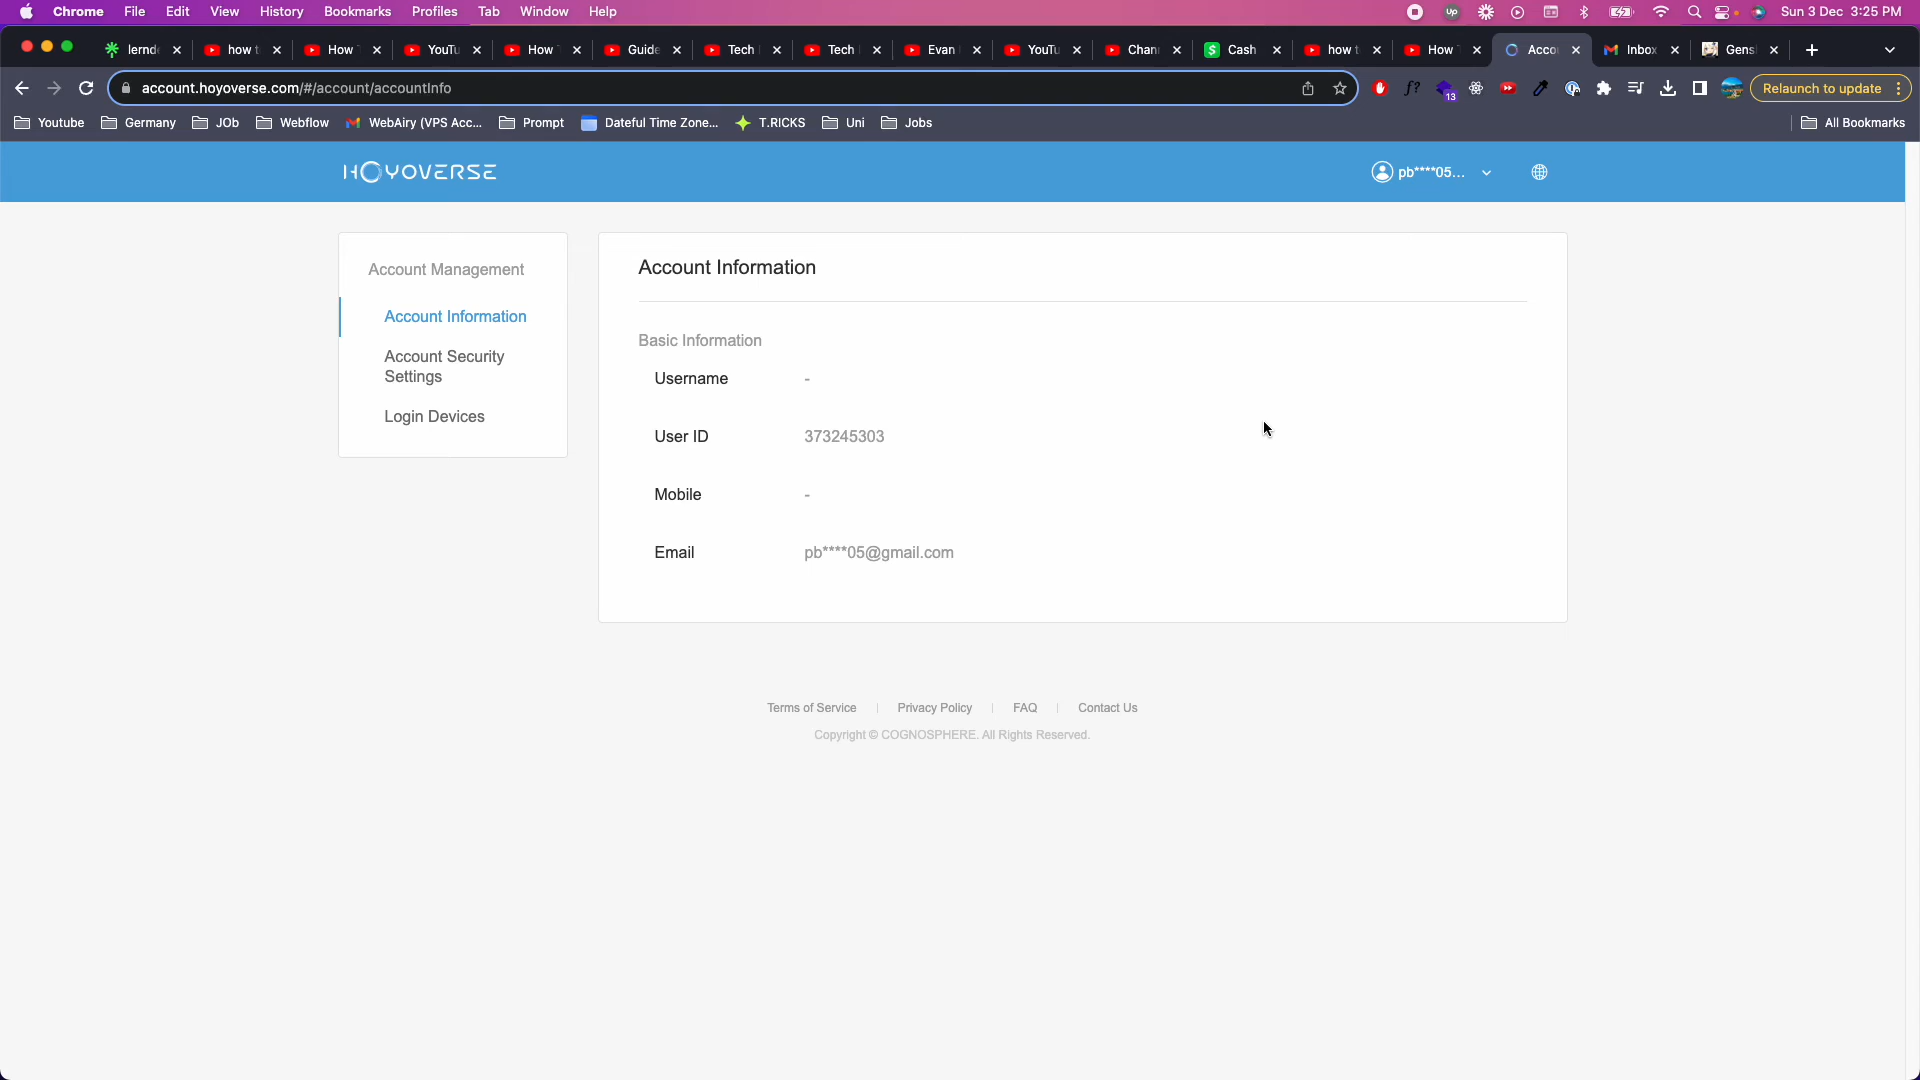 Chrome File Edit View History Bookmarks Profiles Tab Window Help Sun 3 Dec 3:25 PM
lernd how t How YouTu How Guide Tech Tech Evan YouTu Chan Cash how t How Accou Inbox Gens
account.hoyoverse.com/#/account/accountInfo 13 Relaunch to update
Youtube Germany JOb Webflow WebAiry (VPS Acc... Prompt Dateful Time Zone... T.RICKS Uni Jobs All Bookmarks
HOYOVERSE pb****05...
Account Management
Account Information
Account Security
Settings
Login Devices
Account Information
Basic Information
Username -
User ID 373245303
Mobile -
Email pb****05@gmail.com
Terms of Service | Privacy Policy | FAQ | Contact Us
Copyright © COGNOSPHERE. All Rights Reserved.